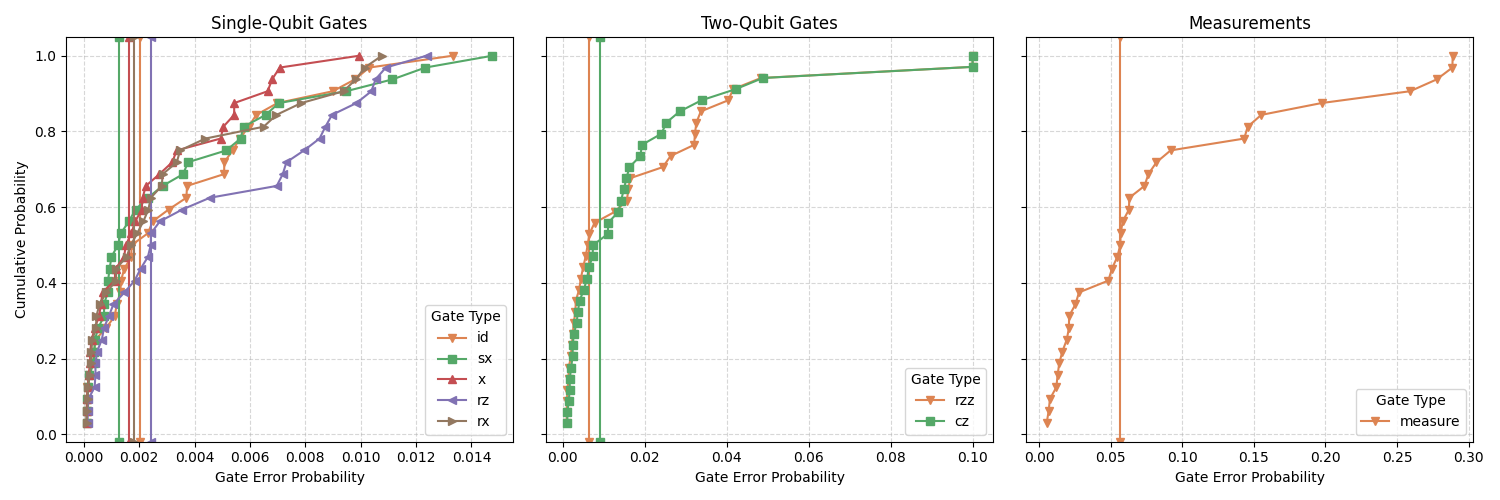 Single-Qubit Gates
Two-Qubit Gates
Measurements
Cumulative Probability
1.0
0.8
0.6
0.4
0.2
0.0
Gate Type
id
sx
x
rz
rx
0.000 0.002 0.004 0.006 0.008 0.010 0.012 0.014
Gate Error Probability
Gate Type
rzz
cz
0.00 0.02 0.04 0.06 0.08 0.10
Gate Error Probability
Gate Type
measure
0.00 0.05 0.10 0.15 0.20 0.25 0.30
Gate Error Probability